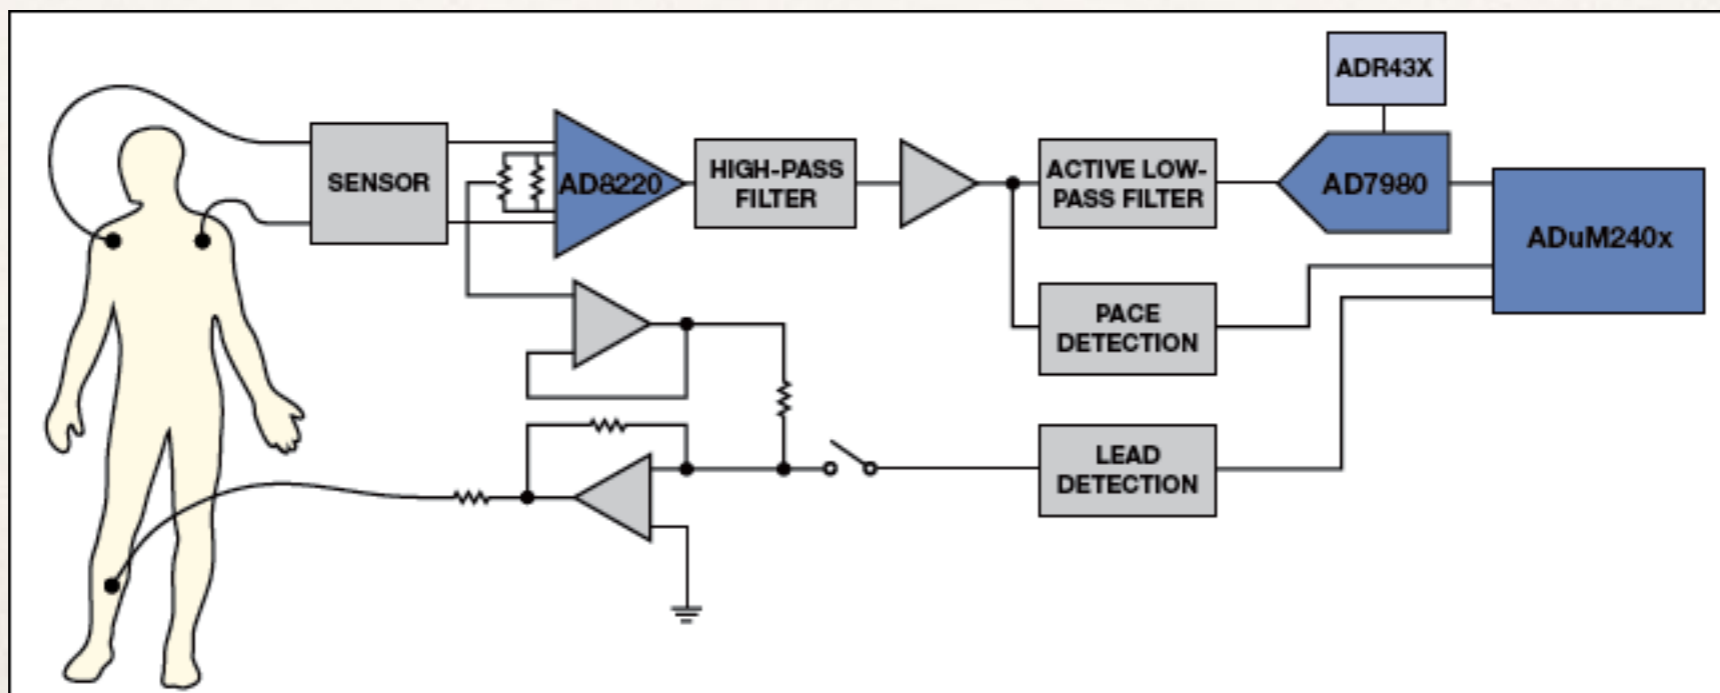 ADR43X
SENSOR
AD8220
HIGH-PASS
FILTER
ACTIVE LOW-
PASS FILTER
AD7980
ADuM240x
PACE
DETECTION
LEAD
DETECTION